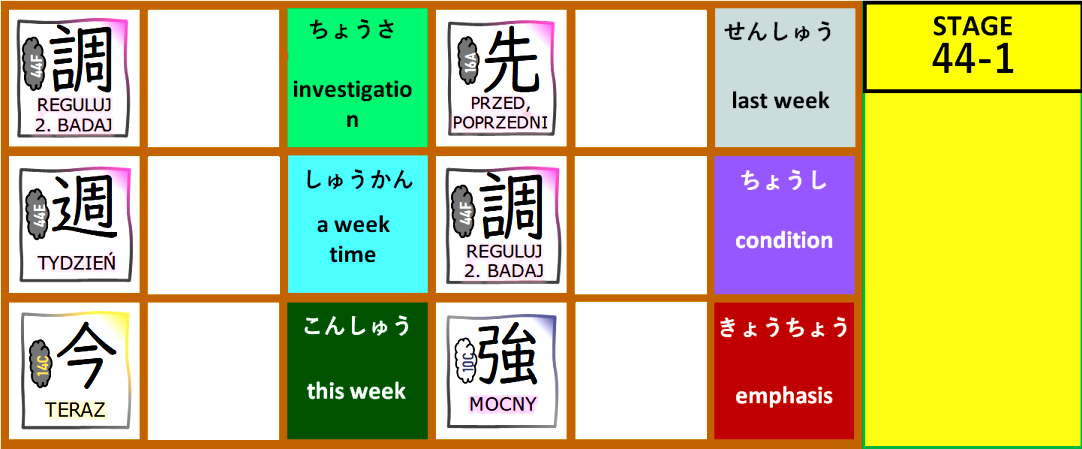 44F
調
REGULUJ
2. BADAJ
ちょうさ
investigatio
n
16A
先
PRZED,
POPRZEDNI
せんしゅう
last week
STAGE
44-1
44E
週
TYDZIEŃ
しゅうかん
a week
time
44F
調
REGULUJ
2. BADAJ
ちょうし
condition
14C
今
TERAZ
こんしゅう
this week
10C
強
MOCNY
きょうちょう
emphasis